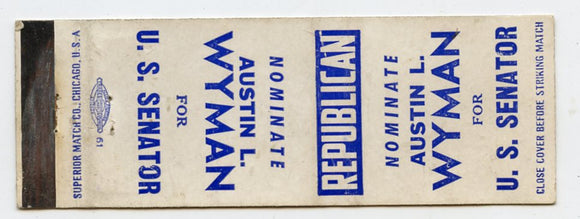 REPUBLICAN
NOMINATE
AUSTIN L.
WYMAN
FOR
U. S. SENATOR
CLOSE COVER BEFORE STRIKING MATCH
NOMINATE
AUSTIN L.
WYMAN
FOR
U. S. SENATOR
19
SUPERIOR MATCH CO., CHICAGO, U.S.A